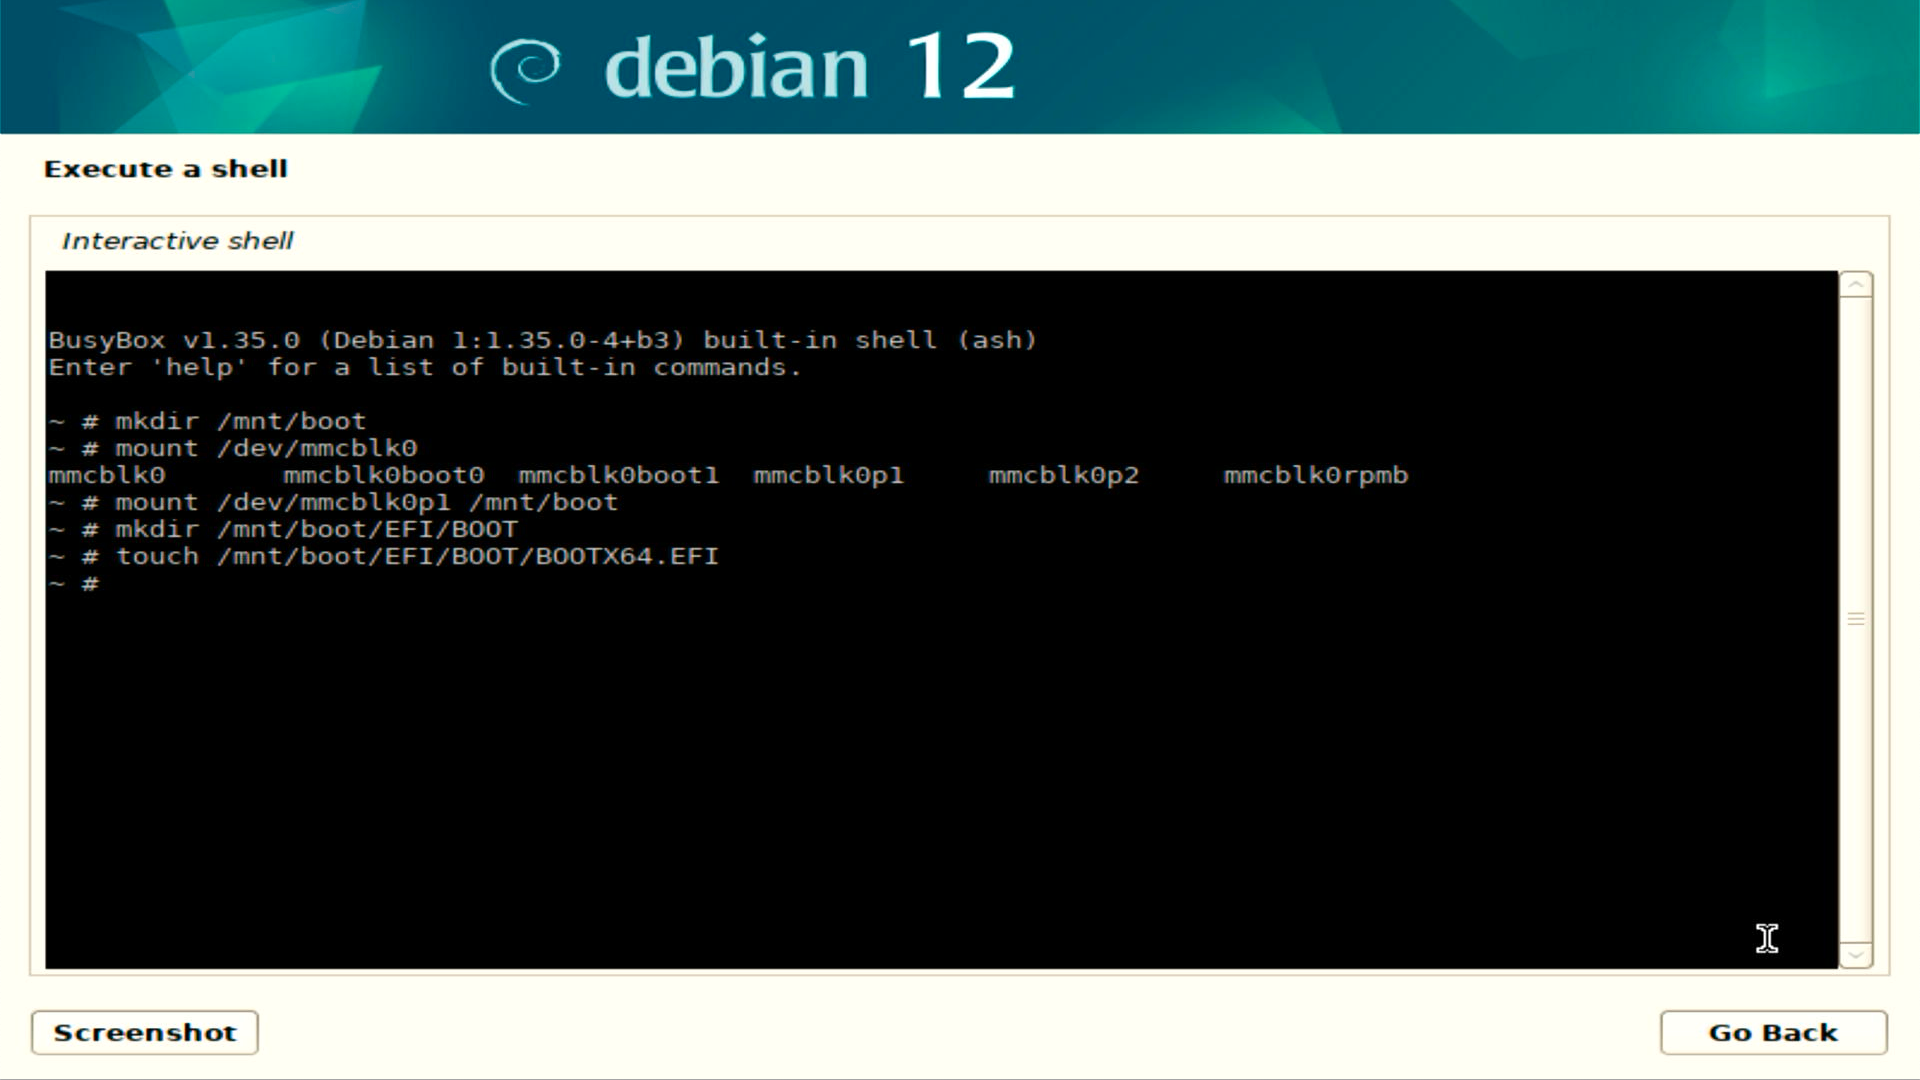 debian 12
Execute a shell
Interactive shell
BusyBox v1.35.0 (Debian 1:1.35.0-4+b3) built-in shell (ash)
Enter 'help' for a list of built-in commands.
~ # mkdir /mnt/boot
~ # mount /dev/mmcblk0
mmcblk0       mmcblk0boot0  mmcblk0boot1  mmcblk0p1     mmcblk0p2     mmcblk0rpmb
~ # mount /dev/mmcblk0p1 /mnt/boot
~ # mkdir /mnt/boot/EFI/BOOT
~ # touch /mnt/boot/EFI/BOOT/BOOTX64.EFI
~ #
Screenshot
Go Back